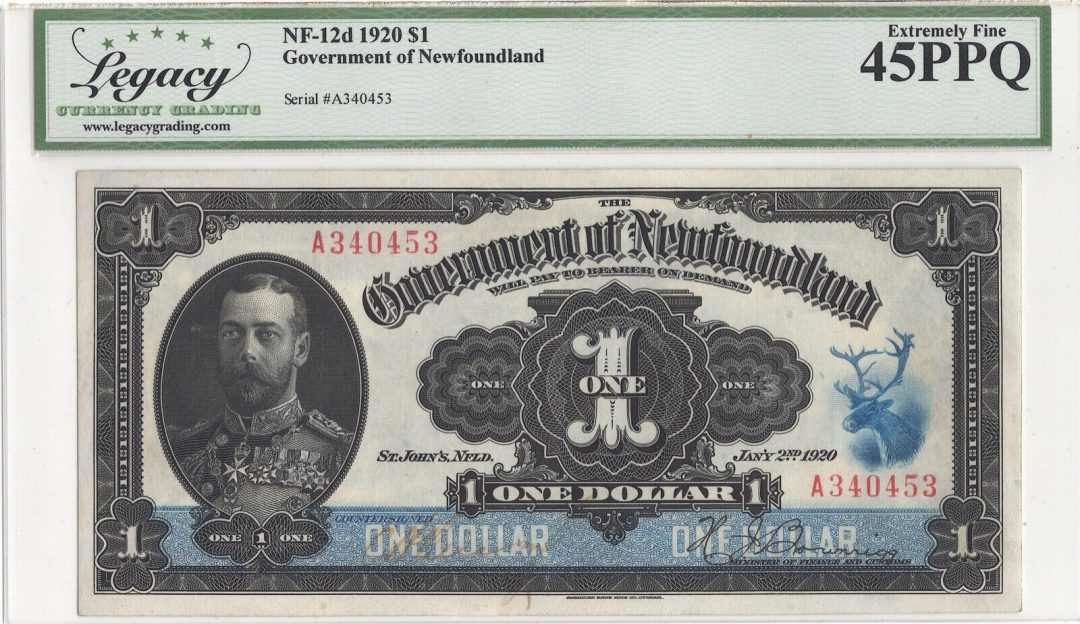 Legacy
CURRENCY GRADING
www.legacygrading.com
NF-12d 1920 $1
Government of Newfoundland
Serial #A340453
Extremely Fine
45PPQ
1
1
THE
A340453
Government of Newfoundland
WILL PAY TO BEARER ON DEMAND
ONE
1
ONE
ONE
ST. JOHN'S, NFLD.
JANY 2ND 1920
A340453
1 ONE DOLLAR 1
1
ONE 1 ONE
COUNTERSIGNED
ONE DOLLAR
ONE DOLLAR
1
MINISTER OF FINANCE AND CUSTOMS
AMERICAN BANK NOTE CO. OTTAWA.